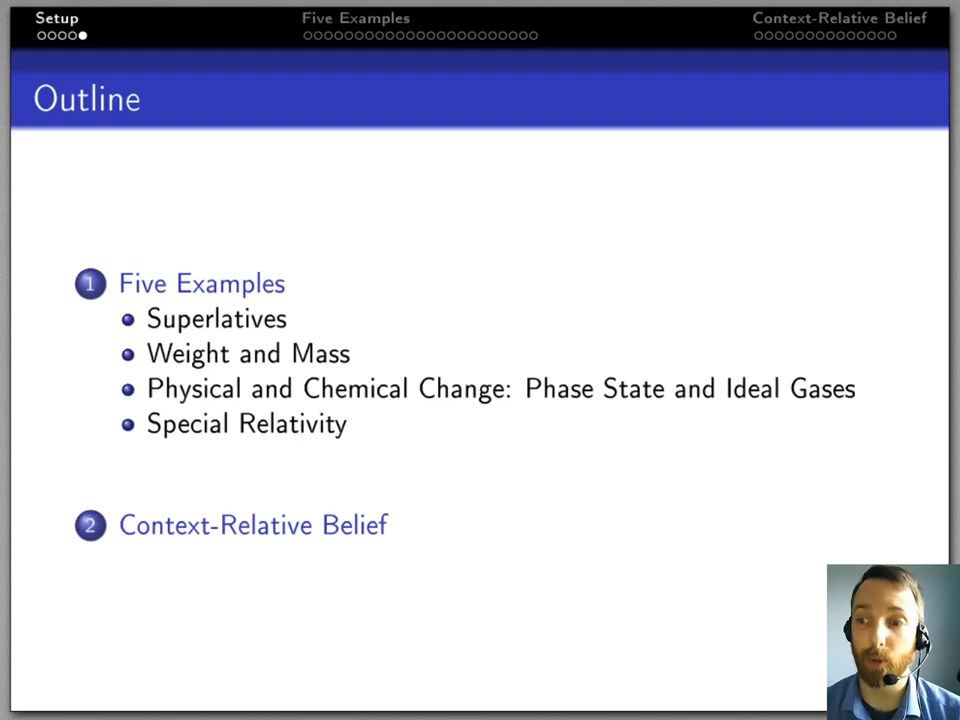 Setup Five Examples Context-Relative Belief
Outline
1 Five Examples
Superlatives
Weight and Mass
Physical and Chemical Change: Phase State and Ideal Gases
Special Relativity
2 Context-Relative Belief